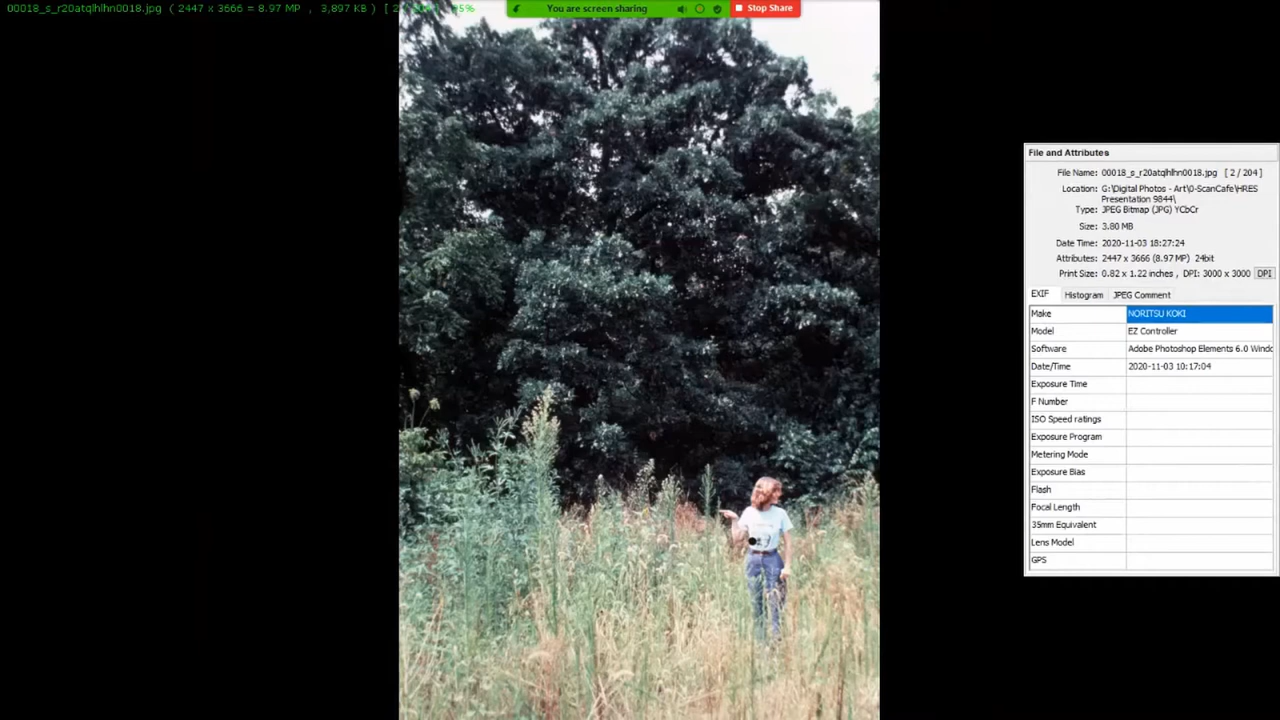 00018_s_r20atqlhlhn0018.jpg ( 2447 x 3666 = 8.97 MP , 3,897 KB ) [ 2
You are screen sharing
Stop Share
File and Attributes
File Name: 00018_s_r20atqlhlhn0018.jpg [ 2 / 204 ]
Location: G:\Digital Photos - Art\0-ScanCafe\HRES
Presentation 9844\
Type: JPEG Bitmap (JPG) YCbCr
Size: 3.80 MB
Date Time: 2020-11-03 18:27:24
Attributes: 2447 x 3666 (8.97 MP) 24bit
Print Size: 0.82 x 1.22 inches , DPI: 3000 x 3000 DPI
EXIF Histogram JPEG Comment
Make NORITSU KOKI
Model EZ Controller
Software Adobe Photoshop Elements 6.0 Windo
Date/Time 2020-11-03 10:17:04
Exposure Time
F Number
ISO Speed ratings
Exposure Program
Metering Mode
Exposure Bias
Flash
Focal Length
35mm Equivalent
Lens Model
GPS